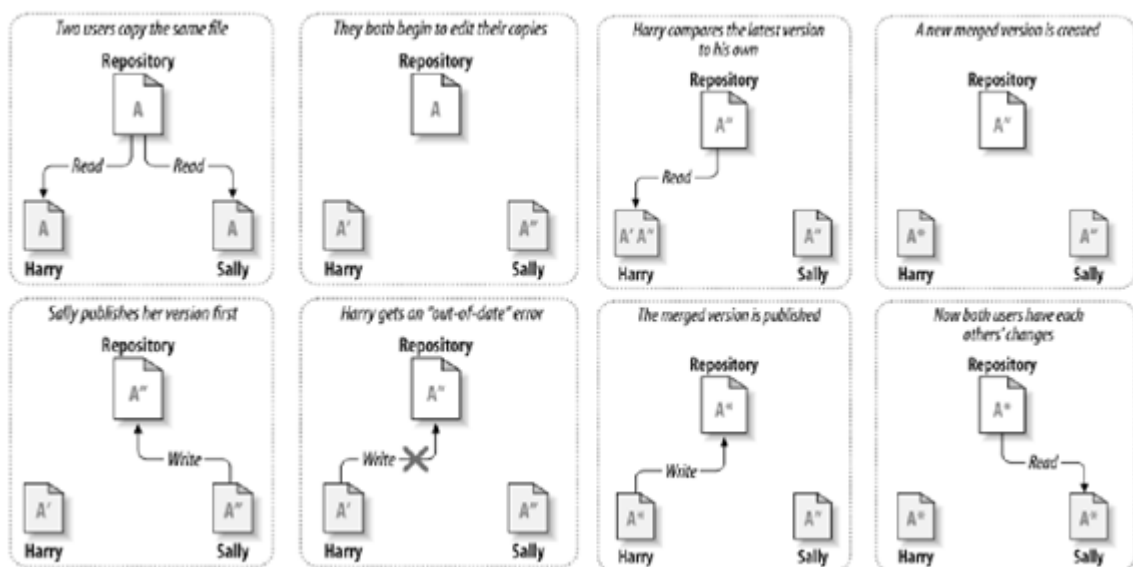 Two users copy the same file
Repository
A
Read
Read
A
A
Harry
Sally
They both begin to edit their copies
Repository
A
A'
A"
Harry
Sally
Sally publishes her version first
Repository
A"
Write
A'
A"
Harry
Sally
Harry gets an "out-of-date" error
Repository
A"
Write
A'
A"
Harry
Sally
Harry compares the latest version
to his own
Repository
A"
Read
A' A"
A"
Harry
Sally
A new merged version is created
Repository
A"
A*
A"
Harry
Sally
The merged version is published
Repository
A*
Write
A*
A"
Harry
Sally
Now both users have each
others' changes
Repository
A*
Read
A*
A*
Harry
Sally